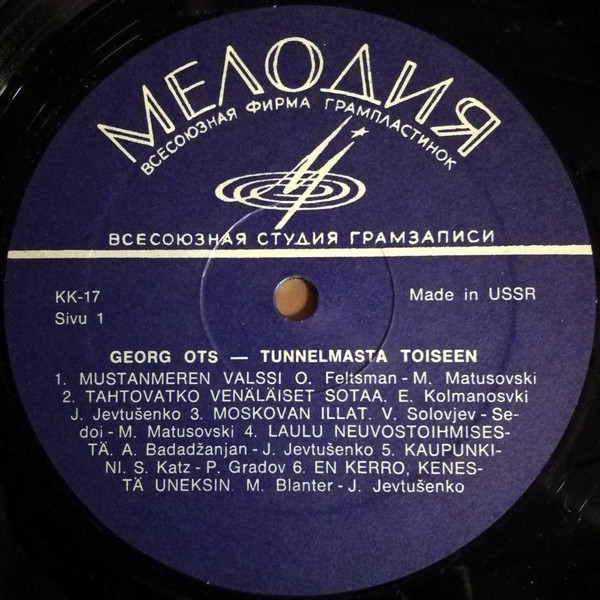 МЕЛОДИЯ
ВСЕСОЮЗНАЯ ФИРМА ГРАМПЛАСТИНОК
ВСЕСОЮЗНАЯ СТУДИЯ ГРАМЗАПИСИ
KK-17
Made in USSR
Sivu 1
GEORG OTS — TUNNELMASTA TOISEEN
1. MUSTANMEREN VALSSI O. Feltsman - M. Matusovski
2. TAHTOVATKO VENÄLÄISET SOTAA. E. Kolmanosvki
J. Jevtušenko 3. MOSKOVAN ILLAT. V. Solovjev - Se-
doi - M. Matusovski 4. LAULU NEUVOSTOIHMISES-
TÄ. A. Badadžanjan - J. Jevtušenko 5. KAUPUNKI-
NI. S. Katz - P. Gradov 6. EN KERRO, KENES-
TÄ UNEKSIN. M. Blanter - J. Jevtušenko